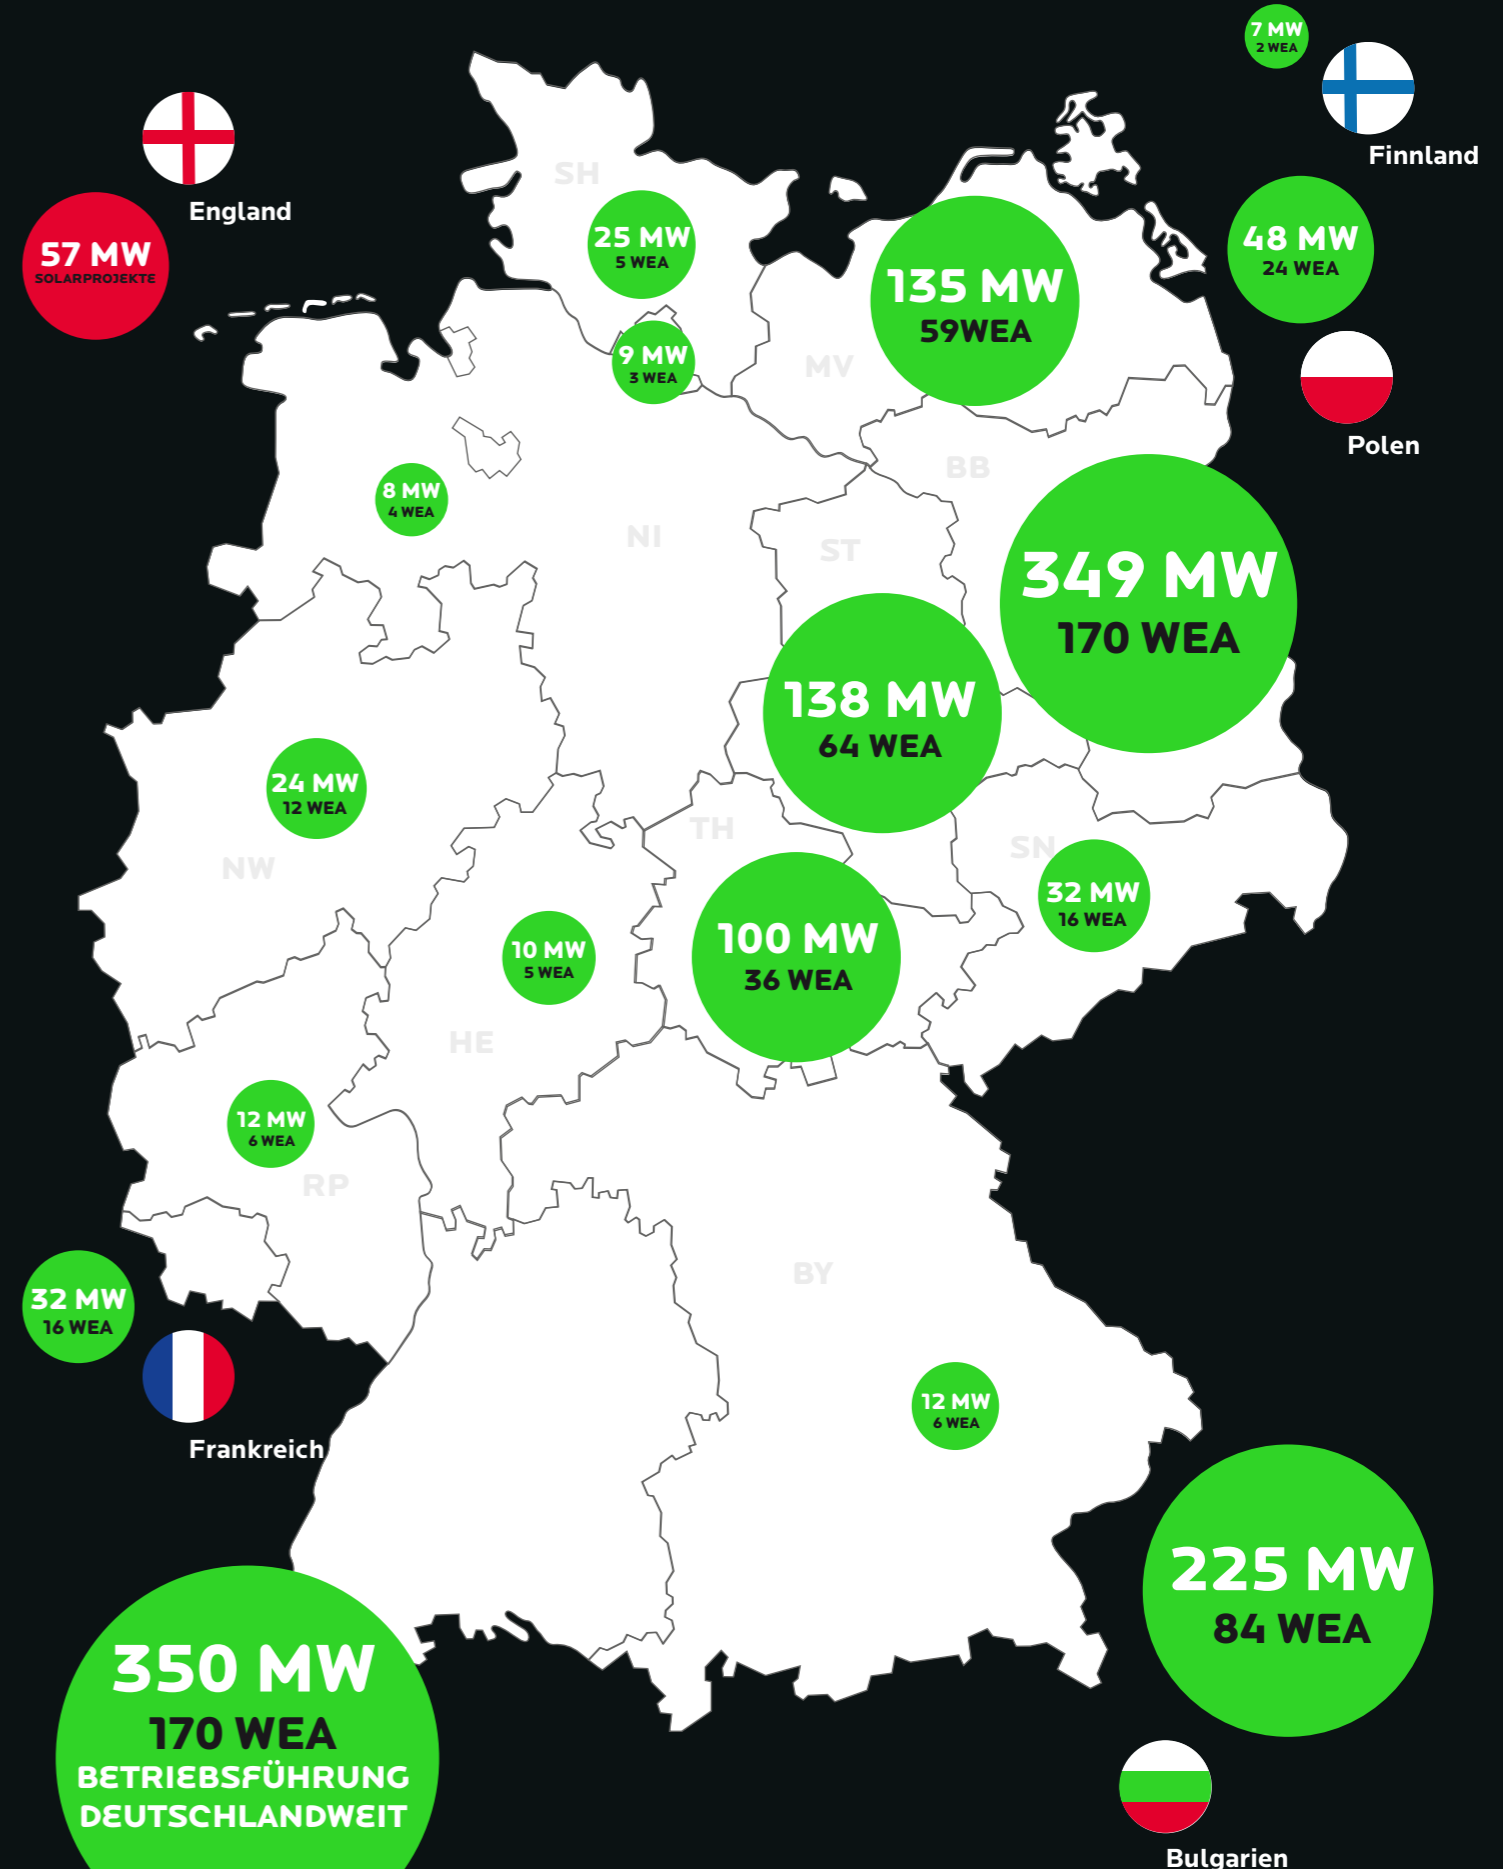 7 MW
2 WEA
Finnland
England
57 MW
SOLARPROJEKTE
SH
25 MW
5 WEA
135 MW
59WEA
48 MW
24 WEA
9 MW
3 WEA
MV
Polen
BB
8 MW
4 WEA
NI
ST
349 MW
170 WEA
138 MW
64 WEA
24 MW
12 WEA
NW
TH
SN
32 MW
16 WEA
10 MW
5 WEA
100 MW
36 WEA
HE
12 MW
6 WEA
RP
BY
32 MW
16 WEA
Frankreich
12 MW
6 WEA
225 MW
84 WEA
350 MW
170 WEA
BETRIEBSFÜHRUNG
DEUTSCHLANDWEIT
Bulgarien